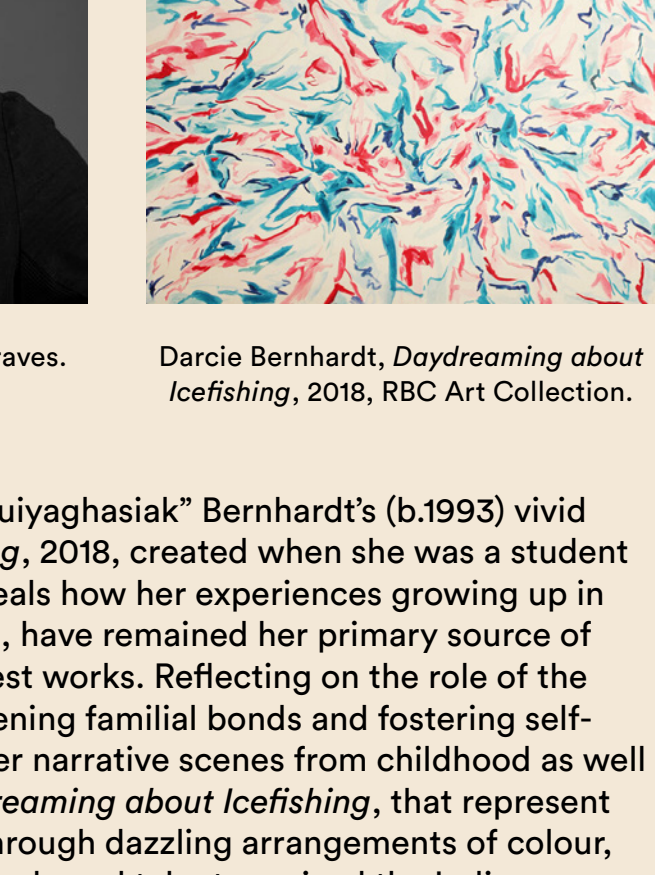 raves.
Darcie Bernhardt, Daydreaming about
Icefishing, 2018, RBC Art Collection.
uiyaghasiak” Bernhardt’s (b.1993) vivid
g, 2018, created when she was a student
eals how her experiences growing up in
, have remained her primary source of
est works. Reflecting on the role of the
ening familial bonds and fostering self-
er narrative scenes from childhood as well
reaming about Icefishing, that represent
hrough dazzling arrangements of colour,